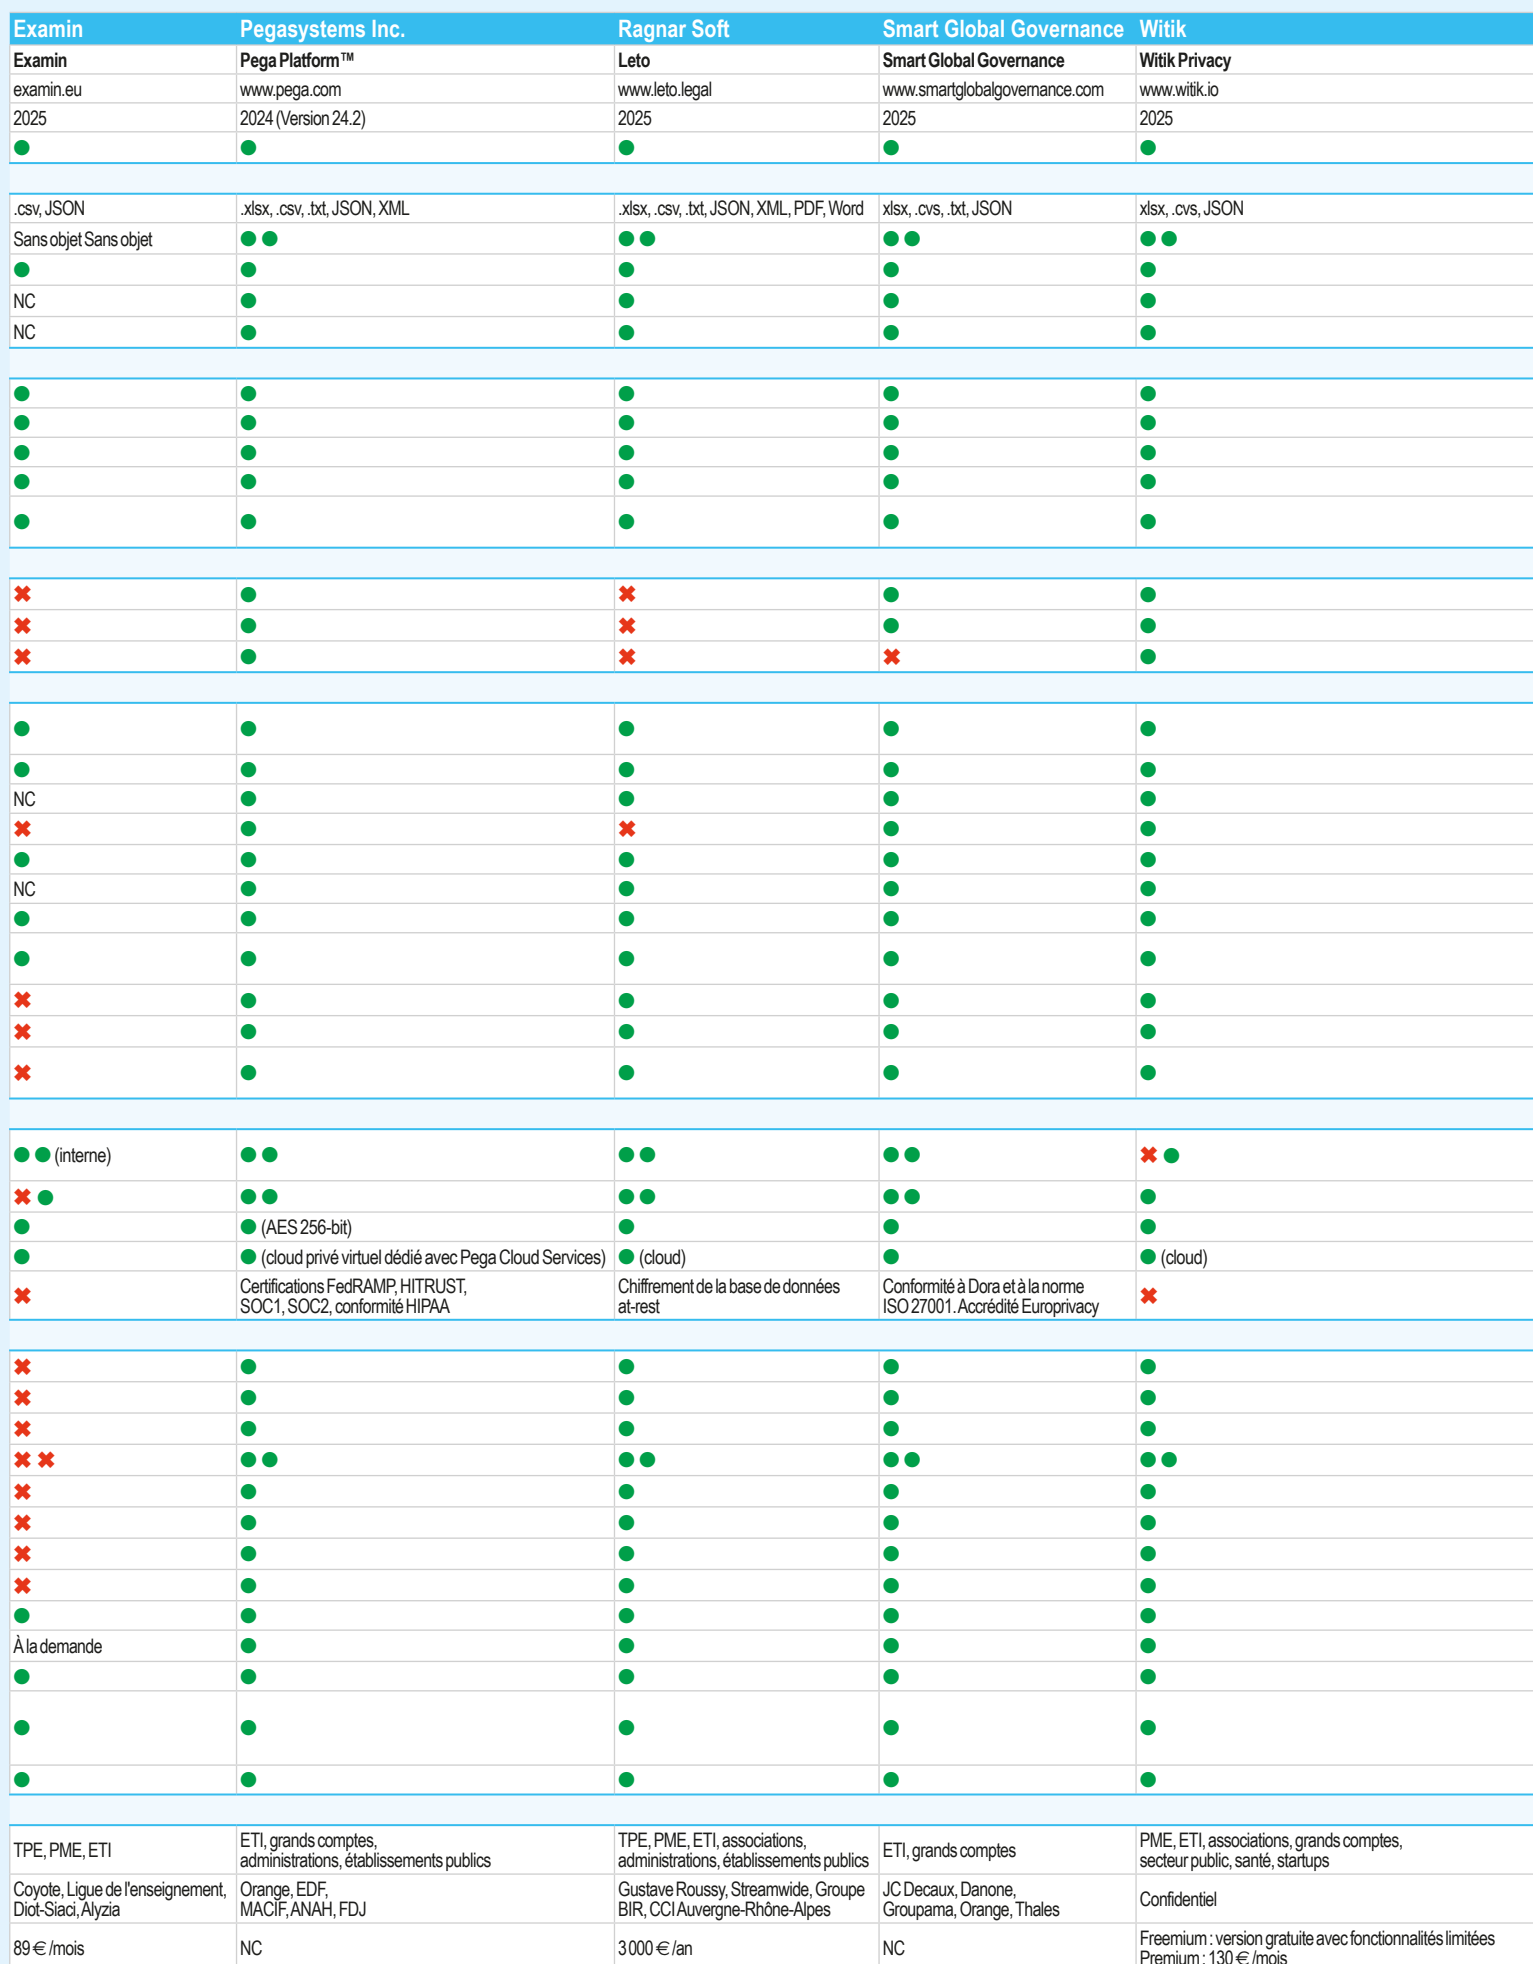 Examin Pegasystems Inc. Ragnar Soft Smart Global Governance Witik
Examin Pega Platform™ Leto Smart Global Governance Witik Privacy
examin.eu www.pega.com www.leto.legal www.smartglobalgovernance.com www.witik.io
2025 2024 (Version 24.2) 2025 2025 2025
.csv, JSON .xlsx, .csv, .txt, JSON, XML .xlsx, .csv, .txt, JSON, XML, PDF, Word xlsx, .cvs, .txt, JSON xlsx, .cvs, JSON
Sans objet Sans objet
NC
NC
NC
NC
(interne)
(AES 256-bit)
(cloud privé virtuel dédié avec Pega Cloud Services) (cloud) (cloud)
Certifications FedRAMP, HITRUST,
SOC1, SOC2, conformité HIPAA
Chiffrement de la base de données
at-rest
Conformité à Dora et à la norme
ISO 27001. Accrédité Europrivacy
À la demande
TPE, PME, ETI
ETI, grands comptes,
administrations, établissements publics
TPE, PME, ETI, associations,
administrations, établissements publics
ETI, grands comptes
PME, ETI, associations, grands comptes,
secteur public, santé, startups
Coyote, Ligue de l'enseignement,
Diot-Siaci, Alyzia
Orange, EDF,
MACIF, ANAH, FDJ
Gustave Roussy, Streamwide, Groupe
BIR, CCI Auvergne-Rhône-Alpes
JC Decaux, Danone,
Groupama, Orange, Thales
Confidentiel
89 €/mois
NC
3 000 €/an
NC
Freemium : version gratuite avec fonctionnalités limitées
Premium : 130 €/mois